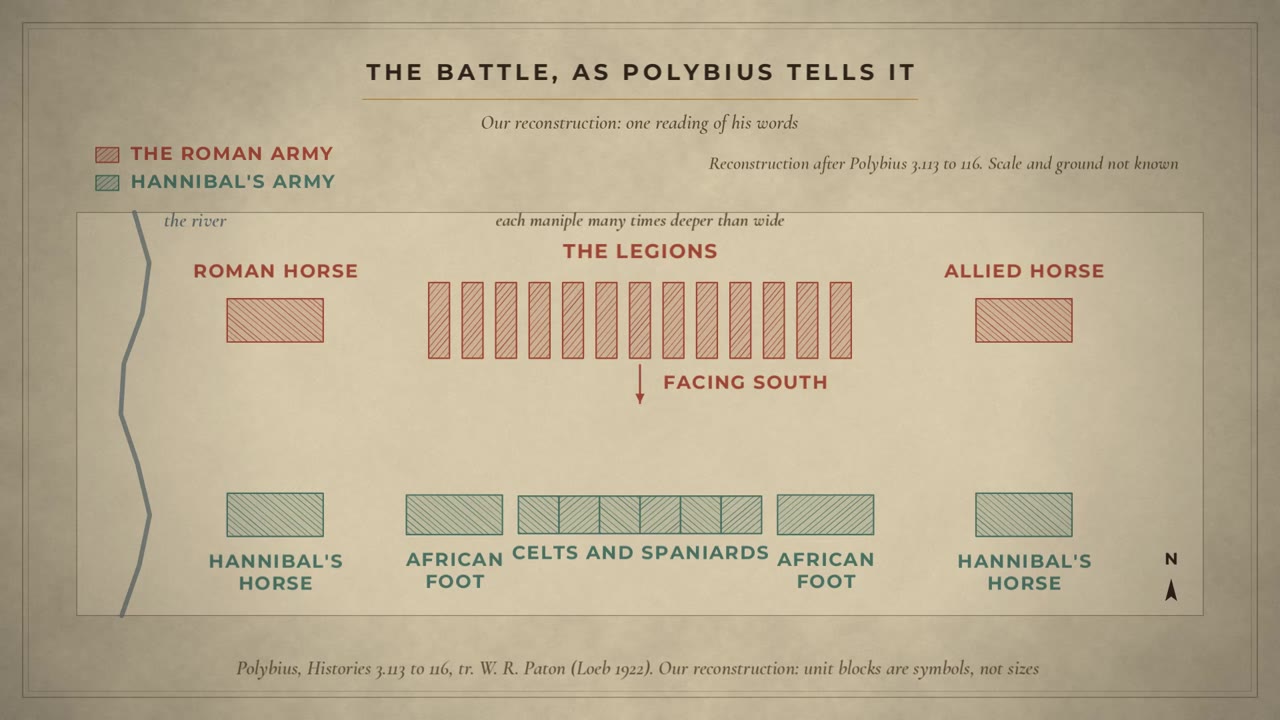 THE BATTLE, AS POLYBIUS TELLS IT
Our reconstruction: one reading of his words
THE ROMAN ARMY
HANNIBAL'S ARMY
Reconstruction after Polybius 3.113 to 116. Scale and ground not known
the river
each maniple many times deeper than wide
THE LEGIONS
ROMAN HORSE
ALLIED HORSE
FACING SOUTH
HANNIBAL'S
HORSE
AFRICAN
FOOT
CELTS AND SPANIARDS
AFRICAN
FOOT
HANNIBAL'S
HORSE
N
Polybius, Histories 3.113 to 116, tr. W. R. Paton (Loeb 1922). Our reconstruction: unit blocks are symbols, not sizes